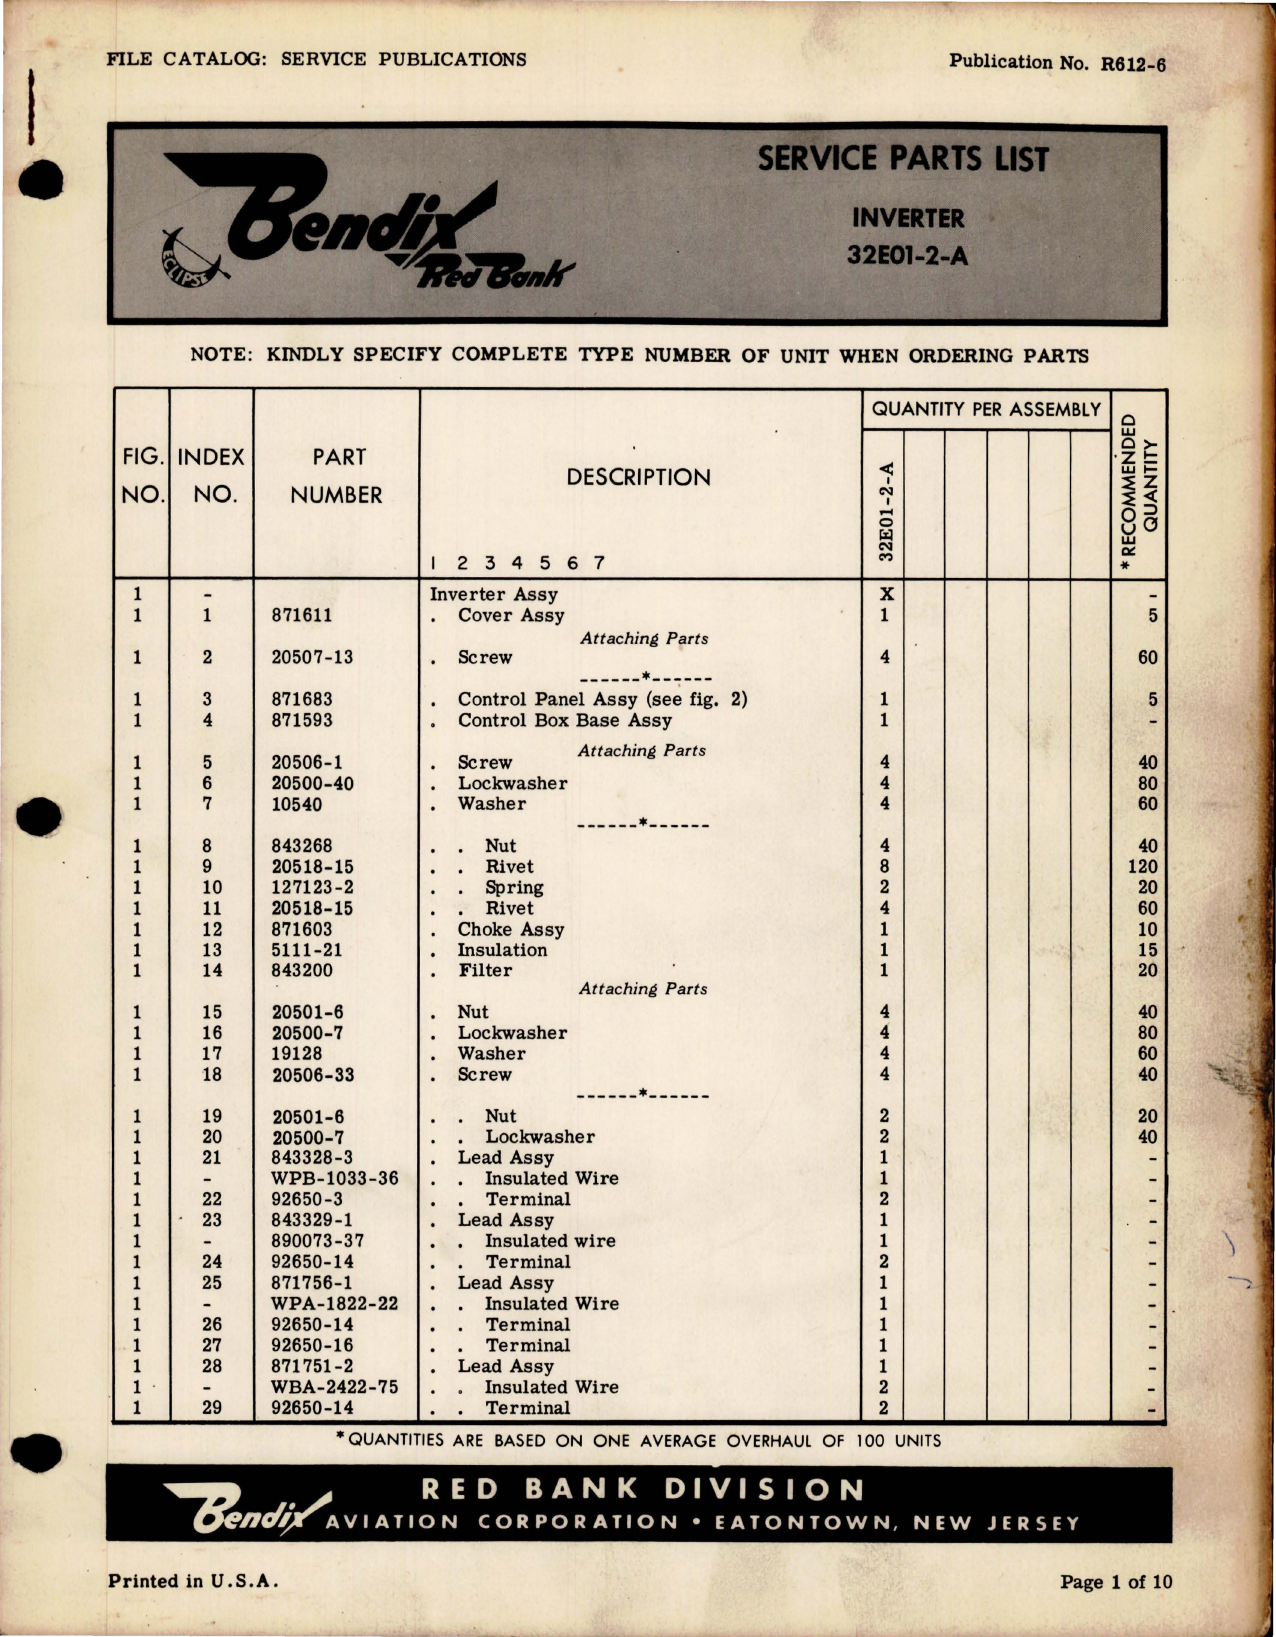 FILE CATALOG: SERVICE PUBLICATIONS Publication No. R612-6
Bendix
ECLIPSE
Red Bank
SERVICE PARTS LIST
INVERTER
32E01-2-A
NOTE: KINDLY SPECIFY COMPLETE TYPE NUMBER OF UNIT WHEN ORDERING PARTS
FIG. NO. INDEX NO. PART NUMBER DESCRIPTION QUANTITY PER ASSEMBLY * RECOMMENDED QUANTITY
1 2 3 4 5 6 7 32E01-2-A
1 - Inverter Assy X -
1 1 871611 . Cover Assy 1 5
Attaching Parts
1 2 20507-13 . Screw 4 60
------*------
1 3 871683 . Control Panel Assy (see fig. 2) 1 5
1 4 871593 . Control Box Base Assy 1 -
Attaching Parts
1 5 20506-1 . Screw 4 40
1 6 20500-40 . Lockwasher 4 80
1 7 10540 . Washer 4 60
------*------
1 8 843268 . . Nut 4 40
1 9 20518-15 . . Rivet 8 120
1 10 127123-2 . . Spring 2 20
1 11 20518-15 . . Rivet 4 60
1 12 871603 . Choke Assy 1 10
1 13 5111-21 . Insulation 1 15
1 14 843200 . Filter 1 20
Attaching Parts
1 15 20501-6 . Nut 4 40
1 16 20500-7 . Lockwasher 4 80
1 17 19128 . Washer 4 60
1 18 20506-33 . Screw 4 40
------*------
1 19 20501-6 . . Nut 2 20
1 20 20500-7 . . Lockwasher 2 40
1 21 843328-3 . Lead Assy 1 -
1 - WPB-1033-36 . . Insulated Wire 1 -
1 22 92650-3 . . Terminal 2 -
1 23 843329-1 . Lead Assy 1 -
1 - 890073-37 . . Insulated wire 1 -
1 24 92650-14 . . Terminal 2 -
1 25 871756-1 . Lead Assy 1 -
1 - WPA-1822-22 . . Insulated Wire 1 -
1 26 92650-14 . . Terminal 1 -
1 27 92650-16 . . Terminal 1 -
1 28 871751-2 . Lead Assy 1 -
1 - WBA-2422-75 . . Insulated Wire 2 -
1 29 92650-14 . . Terminal 2 -
*QUANTITIES ARE BASED ON ONE AVERAGE OVERHAUL OF 100 UNITS
RED BANK DIVISION
Bendix AVIATION CORPORATION • EATONTOWN, NEW JERSEY
Printed in U.S.A. Page 1 of 10